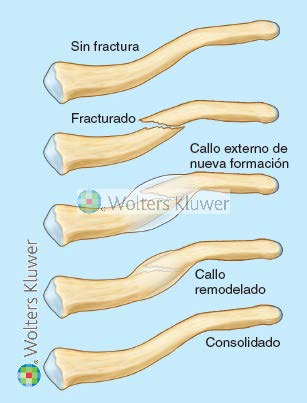 Sin fractura
Fracturado
Callo externo de
nueva formación
© Wolters Kluwer
Callo
remodelado
Consolidado
© Wolters Kluwer